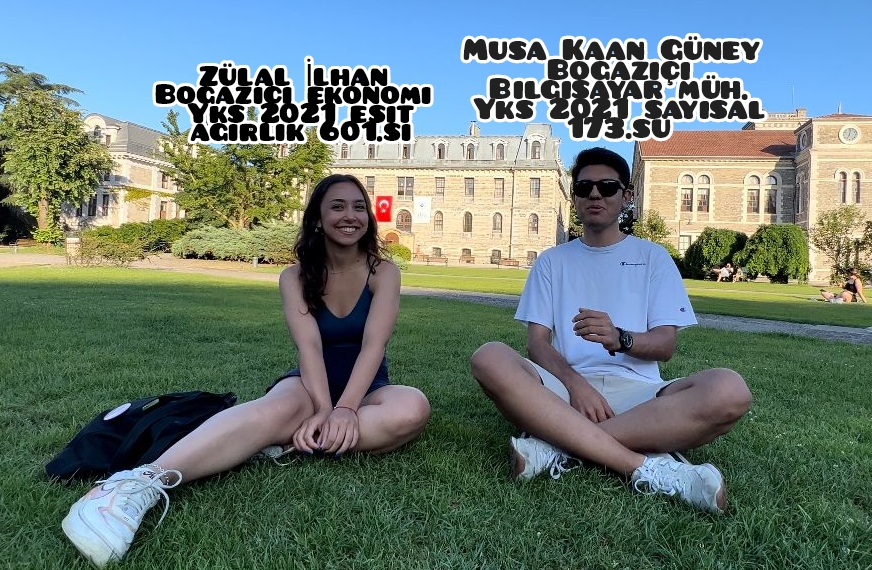 Zülal İlhan
Boğaziçi Ekonomi
Yks 2021 eşit
ağırlık 601.si
Musa Kaan Güney
Boğaziçi
Bilgisayar müh.
Yks 2021 sayısal
173.sü
Champion